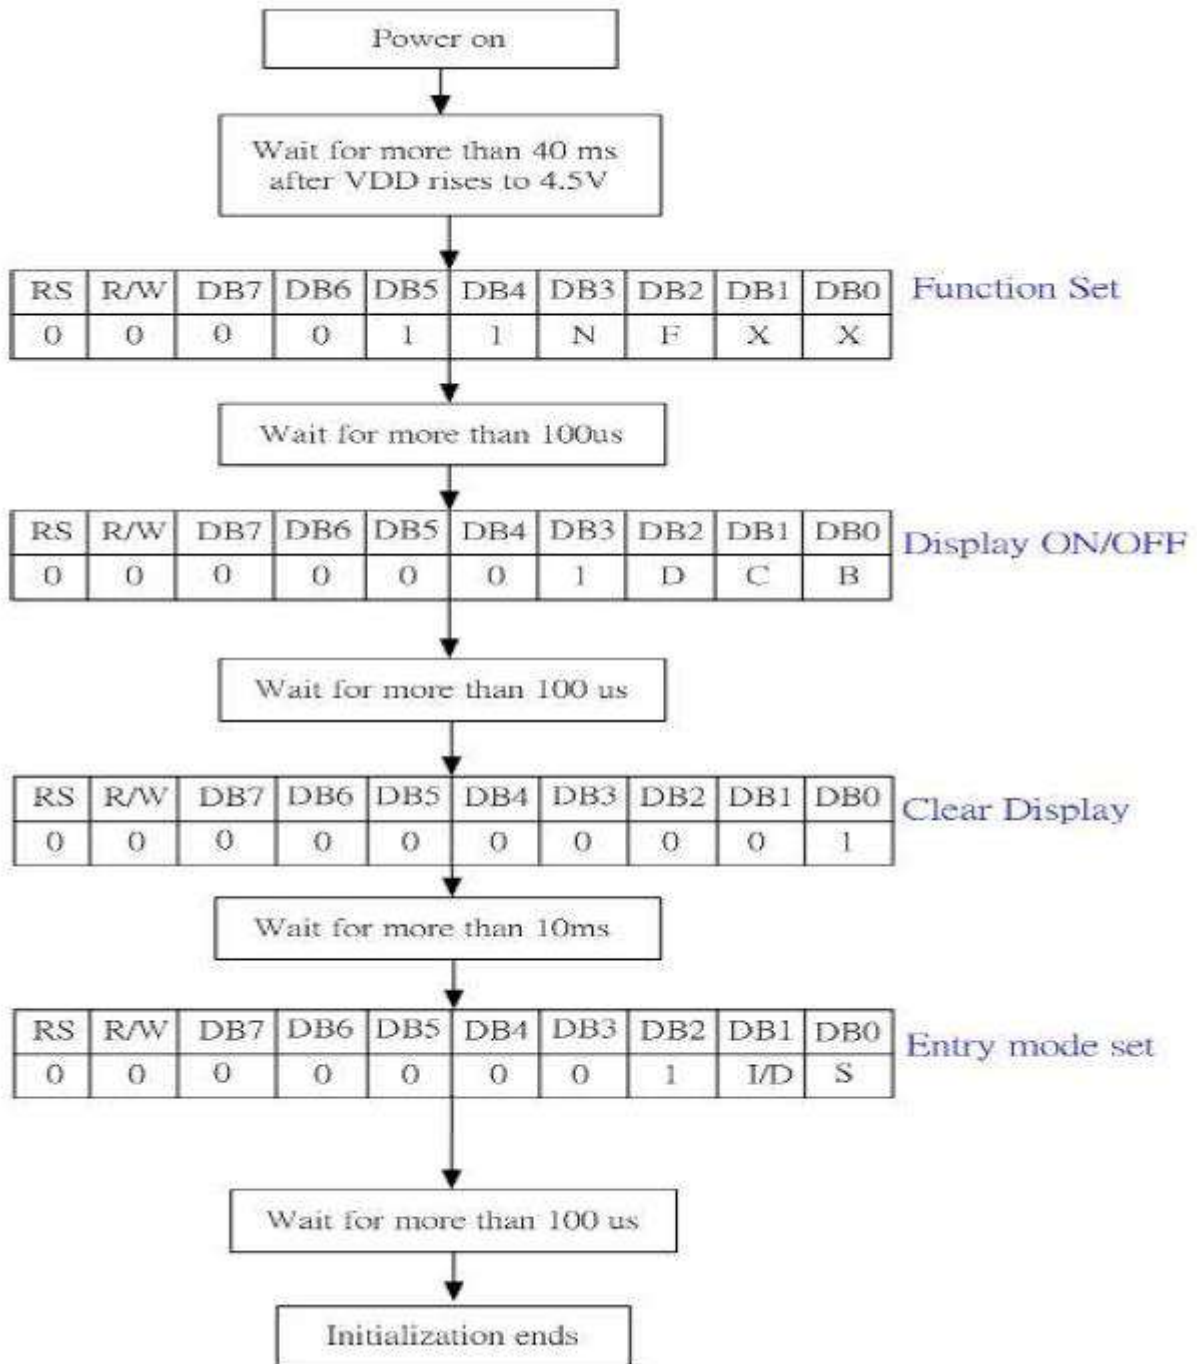 Power on
Wait for more than 40 ms
after VDD rises to 4.5V
RS R/W DB7 DB6 DB5 DB4 DB3 DB2 DB1 DB0 Function Set
0 0 0 0 1 1 N F X X
Wait for more than 100us
RS R/W DB7 DB6 DB5 DB4 DB3 DB2 DB1 DB0 Display ON/OFF
0 0 0 0 0 0 1 D C B
Wait for more than 100 us
RS R/W DB7 DB6 DB5 DB4 DB3 DB2 DB1 DB0 Clear Display
0 0 0 0 0 0 0 0 0 1
Wait for more than 10ms
RS R/W DB7 DB6 DB5 DB4 DB3 DB2 DB1 DB0 Entry mode set
0 0 0 0 0 0 0 1 I/D S
Wait for more than 100 us
Initialization ends